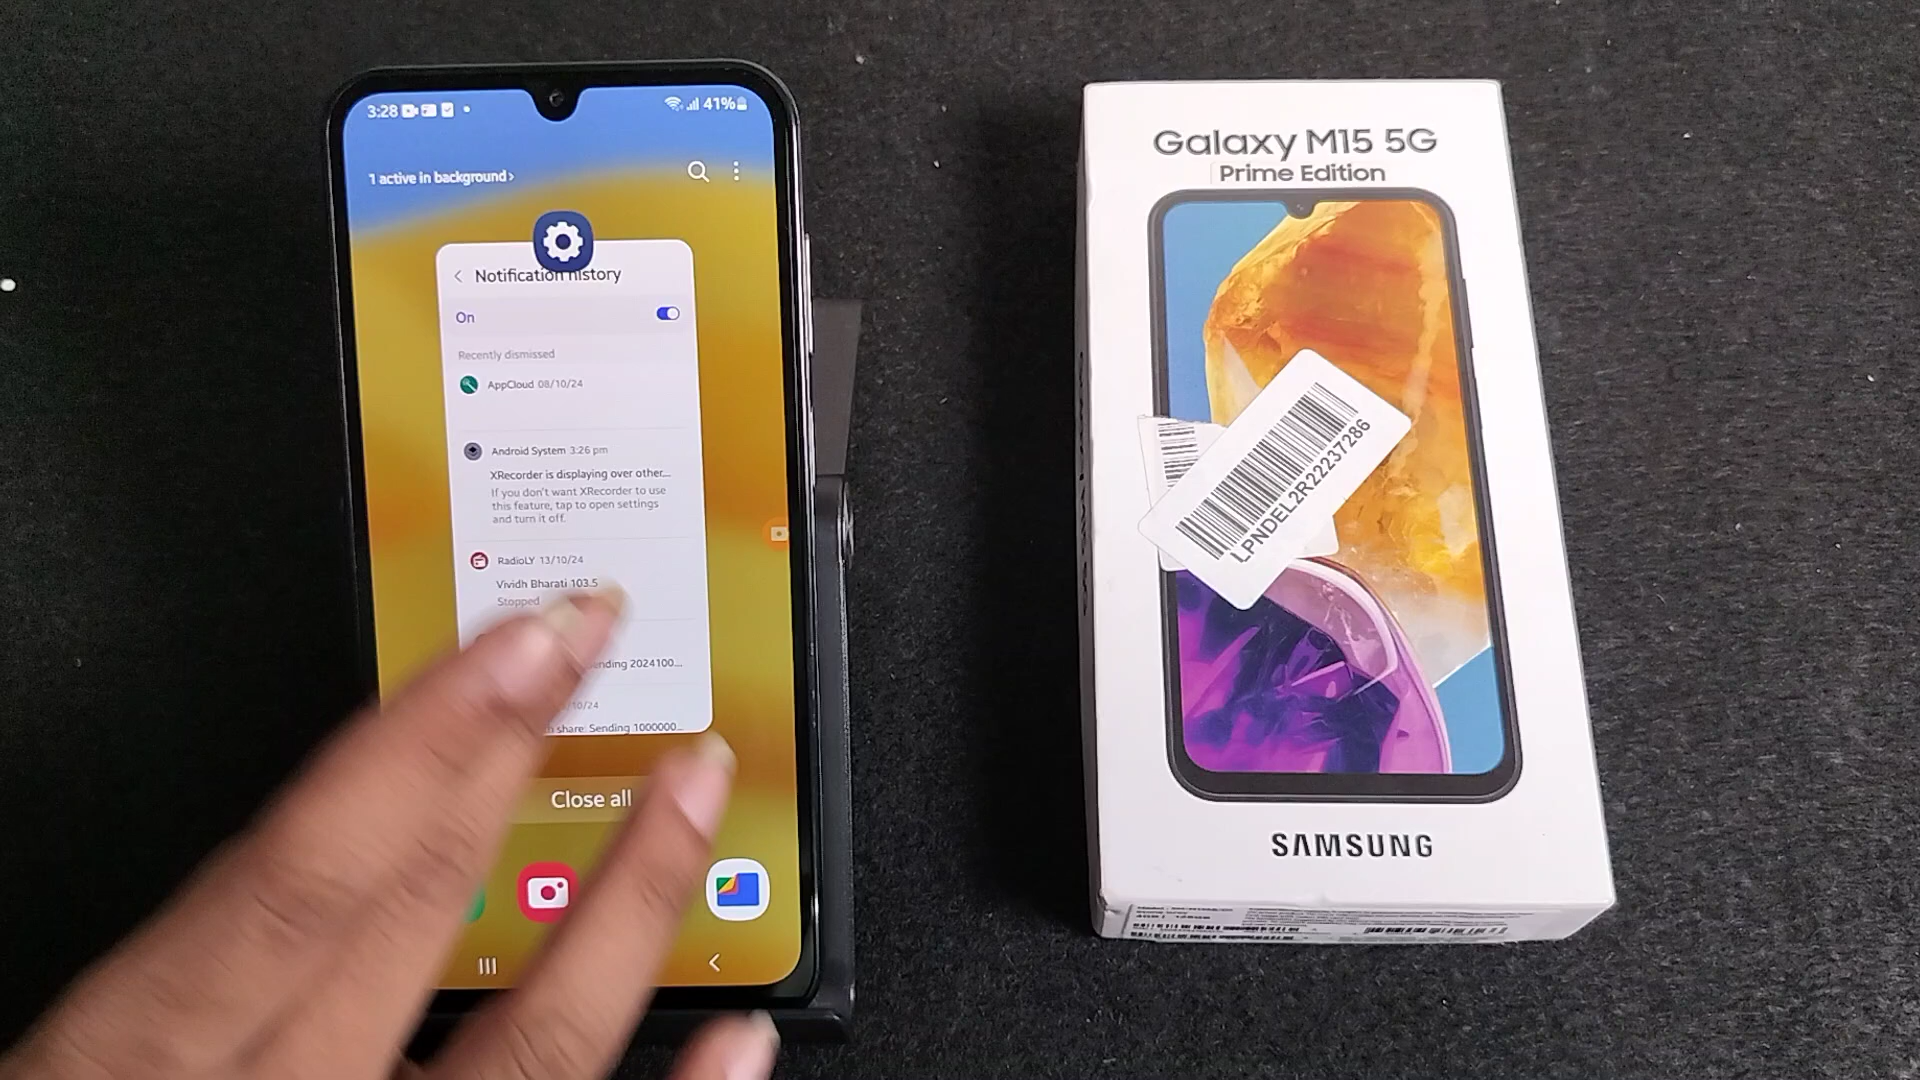 3:28
41%
1 active in background ›
Notification history
On
Recently dismissed
AppCloud 08/10/24
Android System 3:26 pm
XRecorder is displaying over other...
If you don't want XRecorder to use
this feature, tap to open settings
and turn it off.
RadioLY 13/10/24
Vividh Bharati 103.5
Stopped
ending 2024100...
/10/24
share: Sending 1000000...
Close all
Galaxy M15 5G
Prime Edition
LPNDEL2R22237286
SAMSUNG